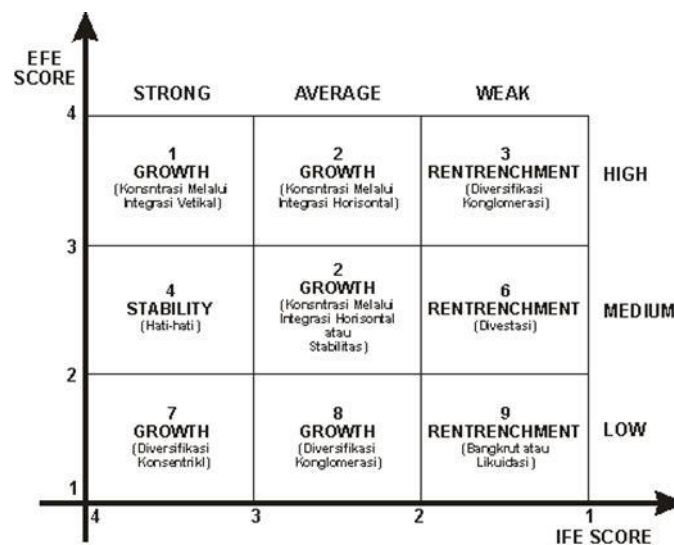 EFE
SCORE
STRONG
AVERAGE
WEAK
4
1
GROWTH
(Konsntrasi Melalui
Integrasi Vetikal)
2
GROWTH
(Konsntrasi Melalui
Integrasi Horisontal)
3
RENTRENCHMENT
(Diversifikasi
Konglomerasi)
HIGH
3
4
STABILITY
(Hati-hati)
2
GROWTH
(Konsntrasi Melalui
Integrasi Horisontal
atau
Stabilitas)
6
RENTRENCHMENT
(Divestasi)
MEDIUM
2
7
GROWTH
(Diversifikasi
Konsentrikl)
8
GROWTH
(Diversifikasi
Konglomerasi)
9
RENTRENCHMENT
(Bangkrut atau
Likuidasi)
LOW
1
4
3
2
1
IFE SCORE